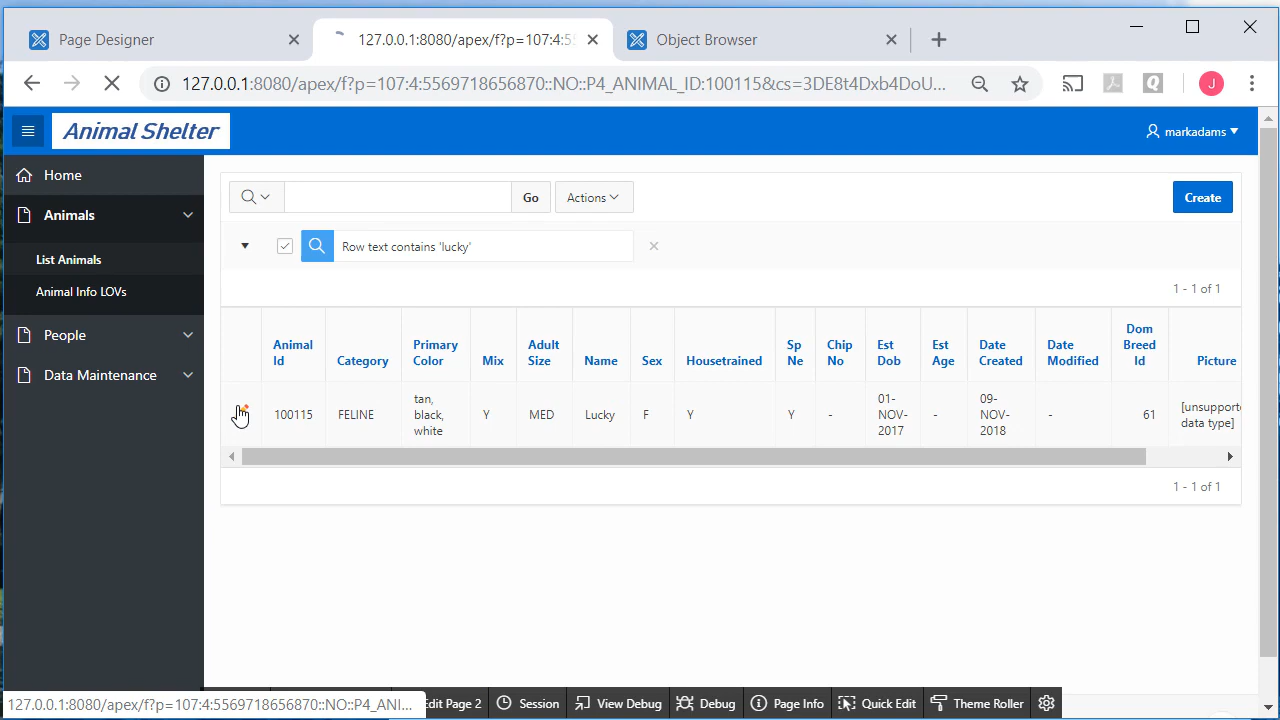 Page Designer
127.0.0.1:8080/apex/f?p=107:4:5
Object Browser
127.0.0.1:8080/apex/f?p=107:4:5569718656870::NO::P4_ANIMAL_ID:100115&cs=3DE8t4Dxb4DoU...
J
Animal Shelter
markadams
Home
Animals
List Animals
Animal Info LOVs
People
Data Maintenance
Go
Actions
Create
Row text contains 'lucky'
1 - 1 of 1
Animal Id
Category
Primary Color
Mix
Adult Size
Name
Sex
Housetrained
Sp Ne
Chip No
Est Dob
Est Age
Date Created
Date Modified
Dom Breed Id
Picture
100115
FELINE
tan, black, white
Y
MED
Lucky
F
Y
Y
-
01-NOV-2017
-
09-NOV-2018
-
61
[unsupport data type]
1 - 1 of 1
127.0.0.1:8080/apex/f?p=107:4:5569718656870::NO::P4_ANI...
Edit Page 2
Session
View Debug
Debug
Page Info
Quick Edit
Theme Roller